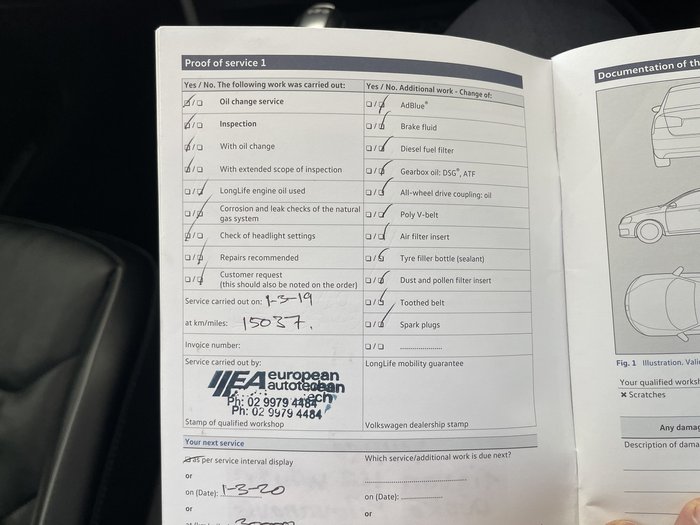 Proof of service 1
Yes / No. The following work was carried out:
Oil change service
Inspection
With oil change
With extended scope of inspection
LongLife engine oil used
Corrosion and leak checks of the natural
gas system
Check of headlight settings
Repairs recommended
Customer request
(this should also be noted on the order)
Service carried out on: 1-3-19
at km/miles: 15037.
Invoice number:
Service carried out by:
EA european
autotech
Ph: 02 9979 4484
Ph: 02 9979 4484
Stamp of qualified workshop
Yes / No. Additional work - Change of:
AdBlue®
Brake fluid
Diesel fuel filter
Gearbox oil: DSG®, ATF
All-wheel drive coupling: oil
Poly V-belt
Air filter insert
Tyre filler bottle (sealant)
Dust and pollen filter insert
Toothed belt
Spark plugs
LongLife mobility guarantee
Volkswagen dealership stamp
Your next service
as per service interval display
or
on (Date): 1-3-20
or
Which service/additional work is due next?
on (Date):
or
Documentation of th
Fig. 1 Illustration. Vali
Your qualified worksh
× Scratches
Any damag
Description of dama